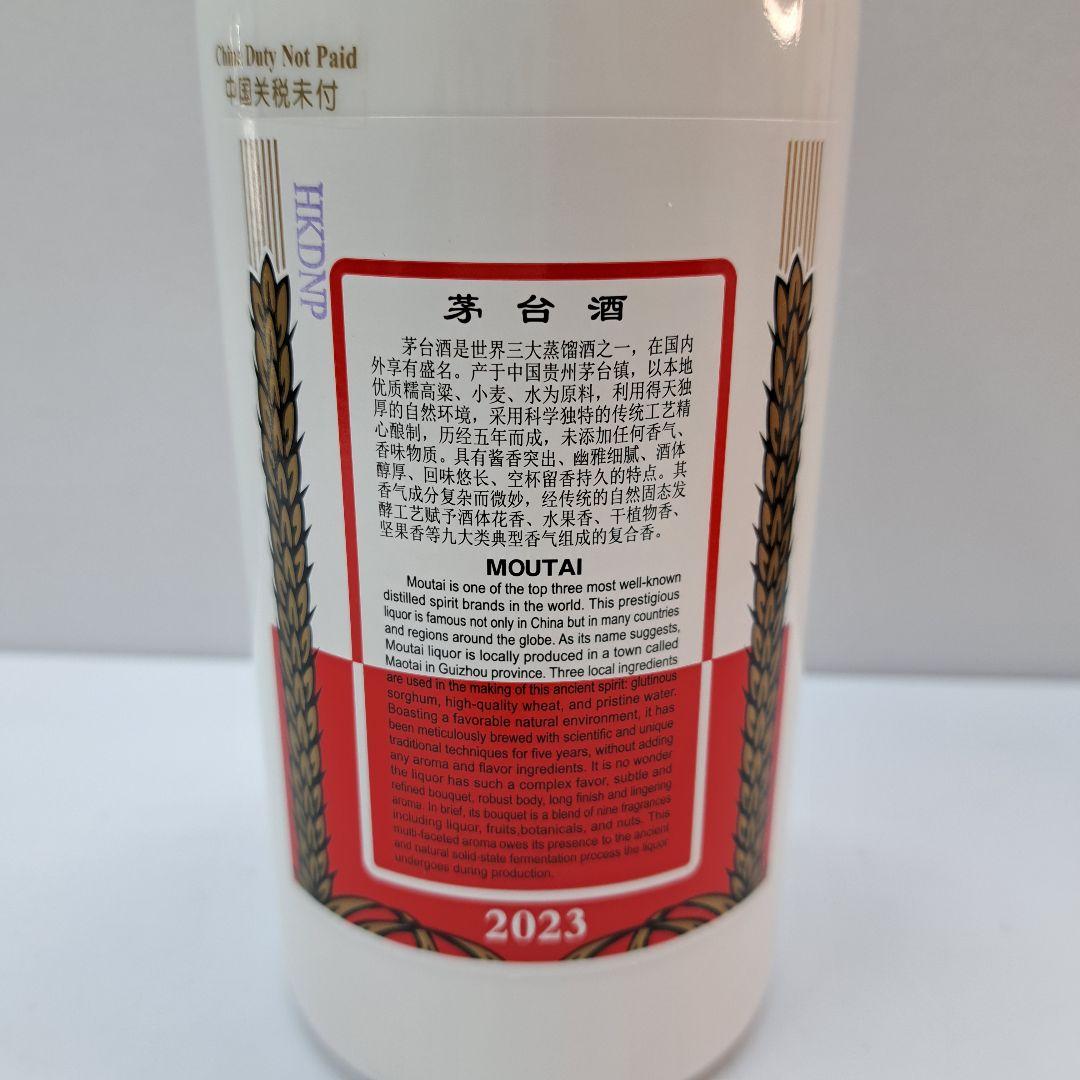 China Duty Not Paid
中国关税未付
HKDNP
茅台酒
茅台酒是世界三大蒸馏酒之一，在国内
外享有盛名。产于中国贵州茅台镇，以本地
优质糯高粱、小麦、水为原料，利用得天独
厚的自然环境，采用科学独特的传统工艺精
心酿制，历经五年而成，未添加任何香气、
香味物质。具有酱香突出、幽雅细腻、酒体
醇厚、回味悠长、空杯留香持久的特点。其
香气成分复杂而微妙，经传统的自然固态发
酵工艺赋予酒体花香、水果香、干植物香、
坚果香等九大类典型香气组成的复合香。
MOUTAI
Moutai is one of the top three most well-known
distilled spirit brands in the world. This prestigious
liquor is famous not only in China but in many countries
and regions around the globe. As its name suggests,
Moutai liquor is locally produced in a town called
Maotai in Guizhou province. Three local ingredients
are used in the making of this ancient spirit: glutinous
sorghum, high-quality wheat, and pristine water.
Boasting a favorable natural environment, it has
been meticulously brewed with scientific and unique
traditional techniques for five years, without adding
any aroma and flavor ingredients. It is no wonder
the liquor has such a complex favor, subtle and
refined bouquet, robust body, long finish and lingering
aroma. In brief, its bouquet is a blend of nine fragrances
including liquor, fruits,botanicals, and nuts. This
multi-faceted aroma owes its presence to the ancient
and natural solid-state fermentation process the liquor
undergoes during production.
2023